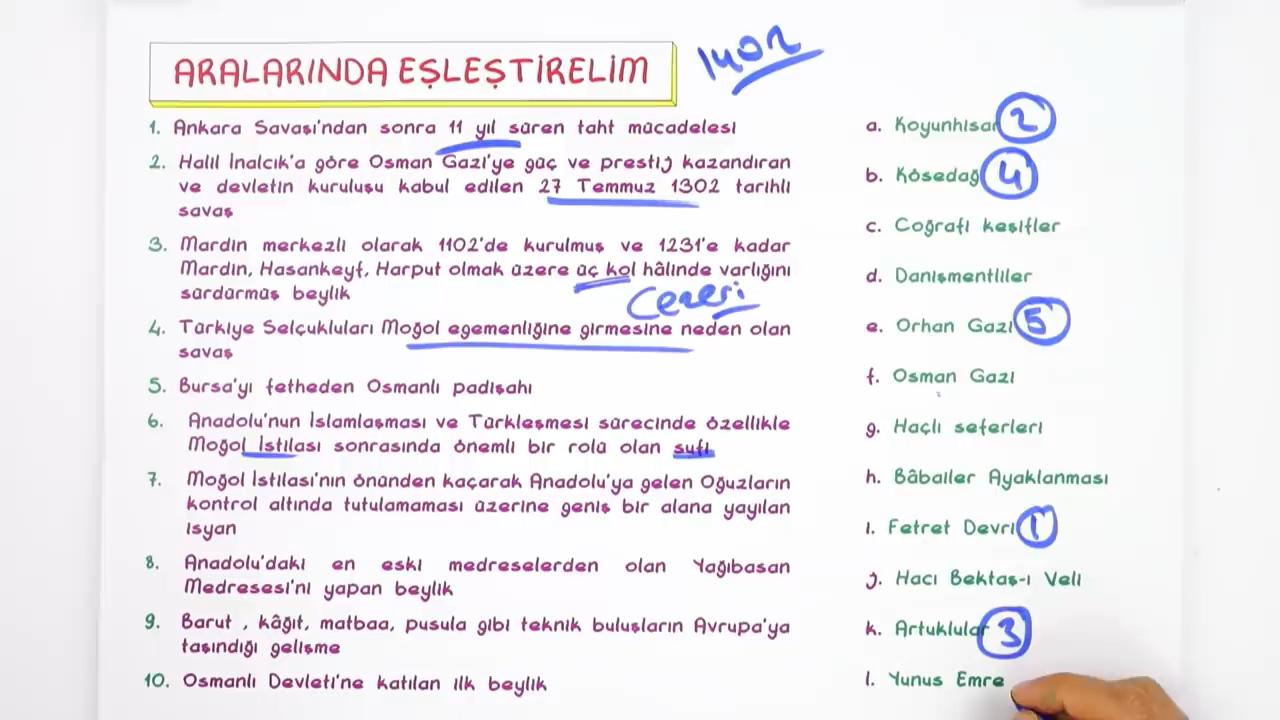 ARALARINDA EŞLEŞTİRELİM
1402
1. Ankara Savaşı'ndan sonra 11 yıl süren taht mücadelesi
2. Halil İnalcık'a göre Osman Gazi'ye güç ve prestij kazandıran
ve devletin kuruluşu kabul edilen 27 Temmuz 1302 tarihli
savaş
3. Mardin merkezli olarak 1102'de kurulmuş ve 1231'e kadar
Mardin, Hasankeyf, Harput olmak üzere üç kol hâlinde varlığını
sürdürmüş beylik
Cezeri
4. Türkiye Selçukluları Moğol egemenliğine girmesine neden olan
savaş
5. Bursa'yı fetheden Osmanlı padişahı
6. Anadolu'nun İslamlaşması ve Türkleşmesi sürecinde özellikle
Moğol İstilası sonrasında önemli bir rolü olan sufi
7. Moğol İstilası'nın önünden kaçarak Anadolu'ya gelen Oğuzların
kontrol altında tutulamaması üzerine geniş bir alana yayılan
isyan
8. Anadolu'daki en eski medreselerden olan Yağıbasan
Medresesi'ni yapan beylik
9. Barut , kâğıt, matbaa, pusula gibi teknik buluşların Avrupa'ya
taşındığı gelişme
10. Osmanlı Devleti'ne katılan ilk beylik
a. Koyunhisar 2
b. Kösedağ 4
c. Coğrafi keşifler
d. Danişmentliler
e. Orhan Gazi 5
f. Osman Gazi
g. Haçlı seferleri
h. Bâbailer Ayaklanması
ı. Fetret Devri 1
j. Hacı Bektaş-ı Veli
k. Artuklular 3
l. Yunus Emre